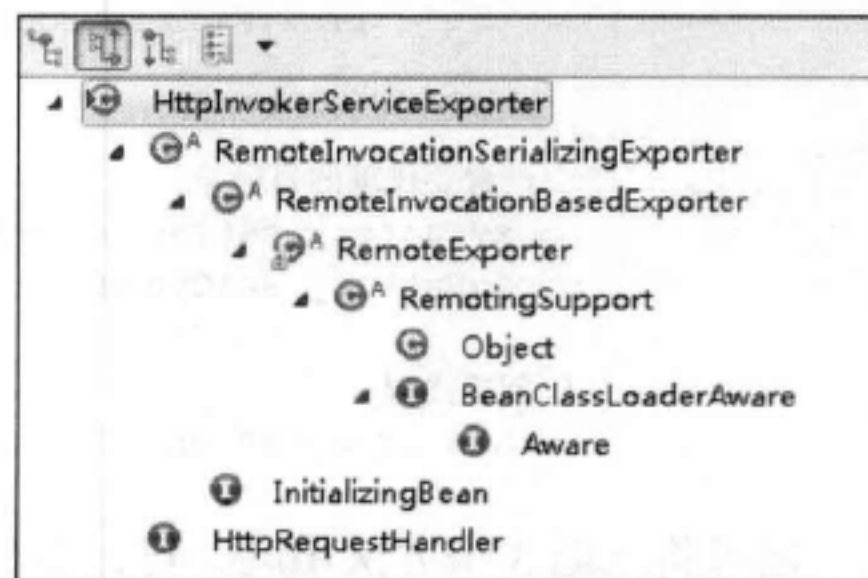 HttpInvokerServiceExporter
A RemoteInvocationSerializingExporter
A RemoteInvocationBasedExporter
A RemoteExporter
A RemotingSupport
Object
BeanClassLoaderAware
Aware
InitializingBean
HttpRequestHandler